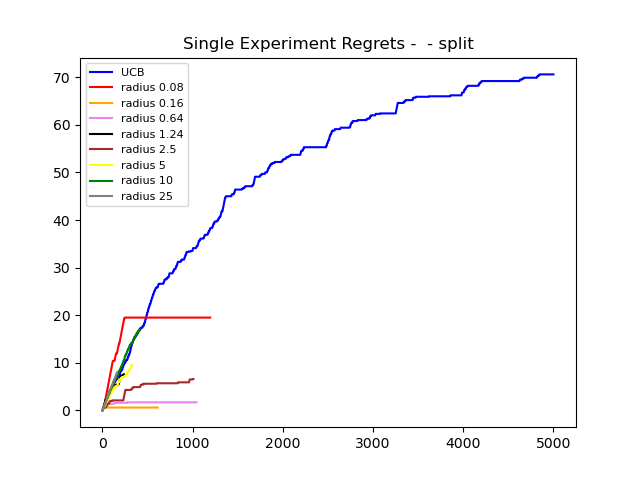 Single Experiment Regrets -  - split
UCB
radius 0.08
radius 0.16
radius 0.64
radius 1.24
radius 2.5
radius 5
radius 10
radius 25
70
60
50
40
30
20
10
0
0 1000 2000 3000 4000 5000